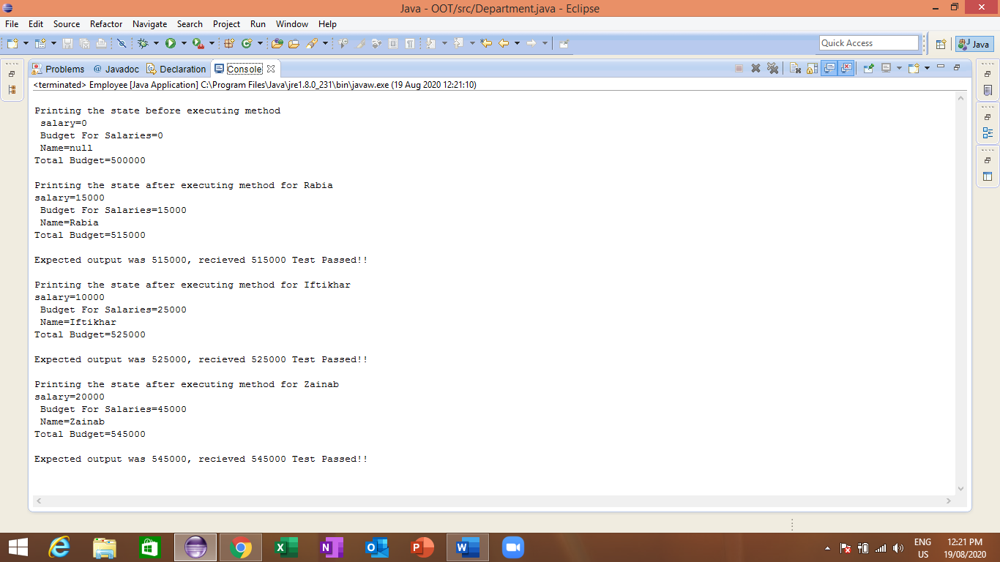 Java - OOT/src/Department.java - Eclipse
File Edit Source Refactor Navigate Search Project Run Window Help
Quick Access
Java
Problems @ Javadoc Declaration Console
<terminated> Employee [Java Application] C:\Program Files\Java\jre1.8.0_231\bin\javaw.exe (19 Aug 2020 12:21:10)
Printing the state before executing method
salary=0
Budget For Salaries=0
Name=null
Total Budget=500000
Printing the state after executing method for Rabia
salary=15000
Budget For Salaries=15000
Name=Rabia
Total Budget=515000
Expected output was 515000, recieved 515000 Test Passed!!
Printing the state after executing method for Iftikhar
salary=10000
Budget For Salaries=25000
Name=Iftikhar
Total Budget=525000
Expected output was 525000, recieved 525000 Test Passed!!
Printing the state after executing method for Zainab
salary=20000
Budget For Salaries=45000
Name=Zainab
Total Budget=545000
Expected output was 545000, recieved 545000 Test Passed!!
ENG 12:21 PM
US 19/08/2020